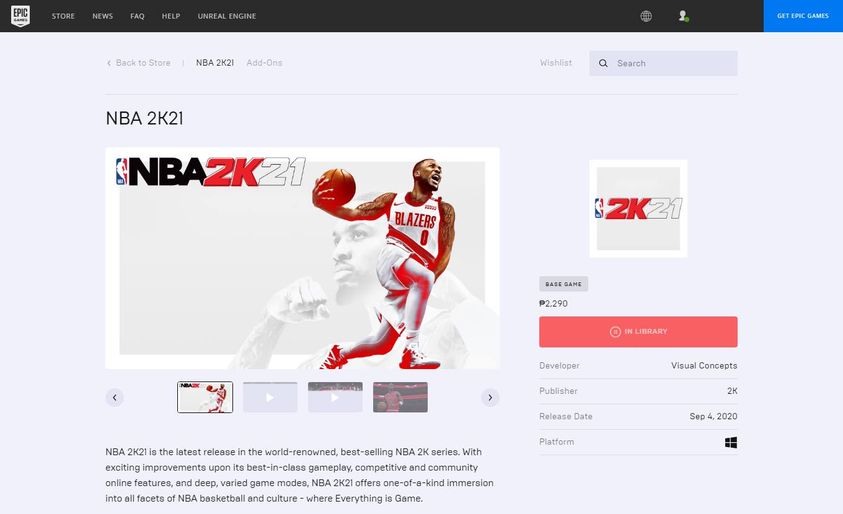 EPIC
GAMES
STORE NEWS FAQ HELP UNREAL ENGINE
GET EPIC GAMES
Back to Store NBA 2K21 Add-Ons
Wishlist
Search
NBA 2K21
NBA2K21
BLAZERS
0
2K21
BASE GAME
₱2,290
IN LIBRARY
Developer Visual Concepts
Publisher 2K
Release Date Sep 4, 2020
Platform
NBA2K
NBA 2K21 is the latest release in the world-renowned, best-selling NBA 2K series. With
exciting improvements upon its best-in-class gameplay, competitive and community
online features, and deep, varied game modes, NBA 2K21 offers one-of-a-kind immersion
into all facets of NBA basketball and culture - where Everything is Game.